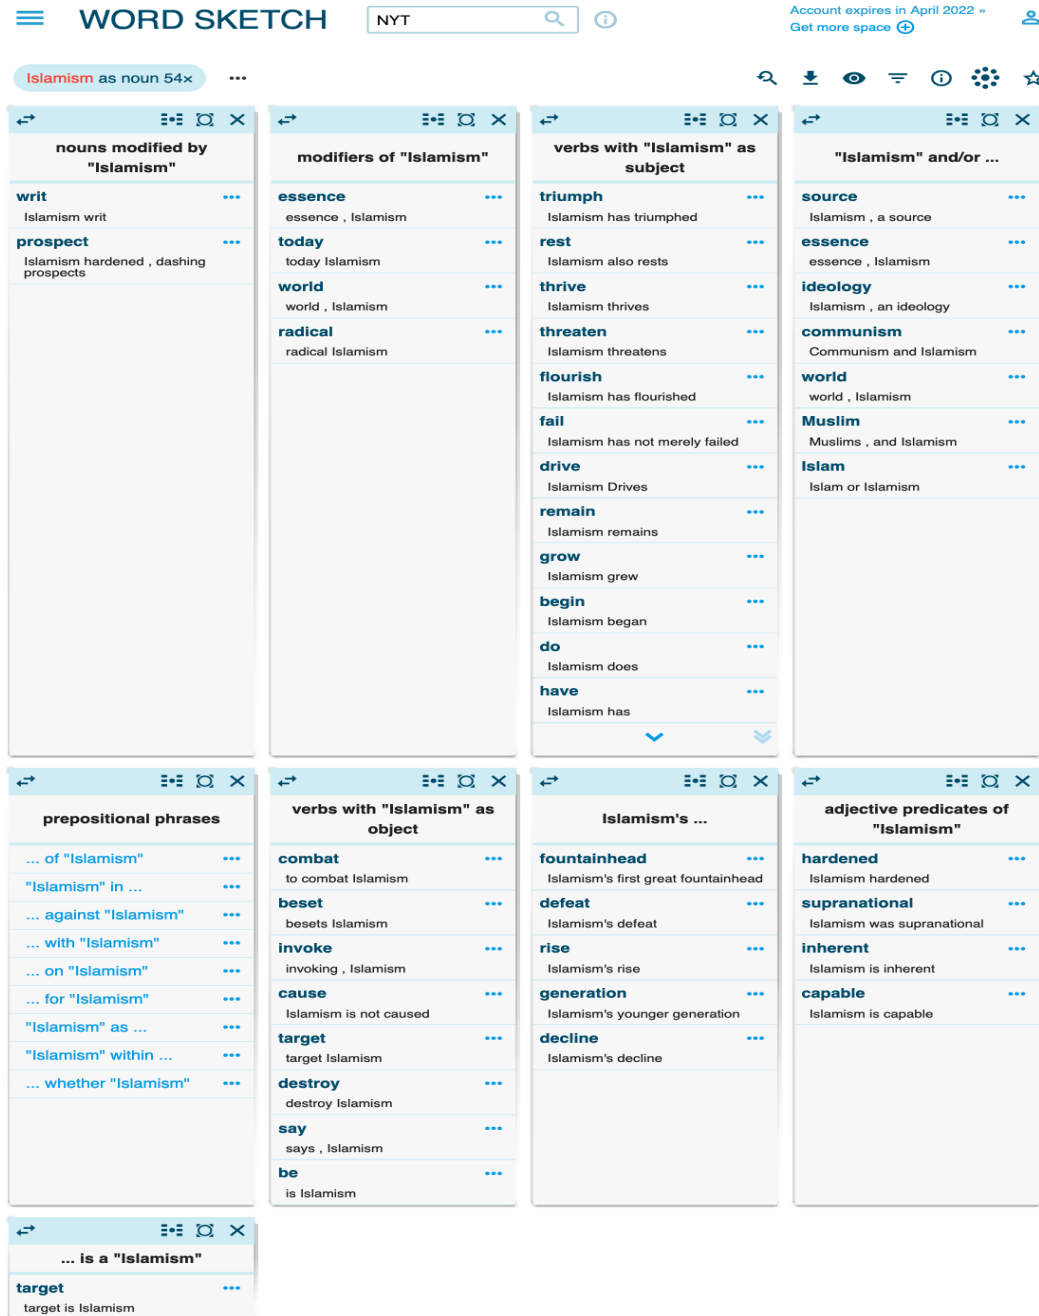 WORD SKETCH
NYT
Account expires in April 2022 »
Get more space
Islamism as noun 54×
nouns modified by
"Islamism"
writ
Islamism writ
prospect
Islamism hardened , dashing
prospects
modifiers of "Islamism"
essence
essence , Islamism
today
today Islamism
world
world , Islamism
radical
radical Islamism
verbs with "Islamism" as
subject
triumph
Islamism has triumphed
rest
Islamism also rests
thrive
Islamism thrives
threaten
Islamism threatens
flourish
Islamism has flourished
fail
Islamism has not merely failed
drive
Islamism Drives
remain
Islamism remains
grow
Islamism grew
begin
Islamism began
do
Islamism does
have
Islamism has
"Islamism" and/or ...
source
Islamism , a source
essence
essence , Islamism
ideology
Islamism , an ideology
communism
Communism and Islamism
world
world , Islamism
Muslim
Muslims , and Islamism
Islam
Islam or Islamism
prepositional phrases
... of "Islamism"
"Islamism" in ...
... against "Islamism"
... with "Islamism"
... on "Islamism"
... for "Islamism"
"Islamism" as ...
"Islamism" within ...
... whether "Islamism"
verbs with "Islamism" as
object
combat
to combat Islamism
beset
besets Islamism
invoke
invoking , Islamism
cause
Islamism is not caused
target
target Islamism
destroy
destroy Islamism
say
says , Islamism
be
is Islamism
Islamism's ...
fountainhead
Islamism's first great fountainhead
defeat
Islamism's defeat
rise
Islamism's rise
generation
Islamism's younger generation
decline
Islamism's decline
adjective predicates of
"Islamism"
hardened
Islamism hardened
supranational
Islamism was supranational
inherent
Islamism is inherent
capable
Islamism is capable
... is a "Islamism"
target
target is Islamism